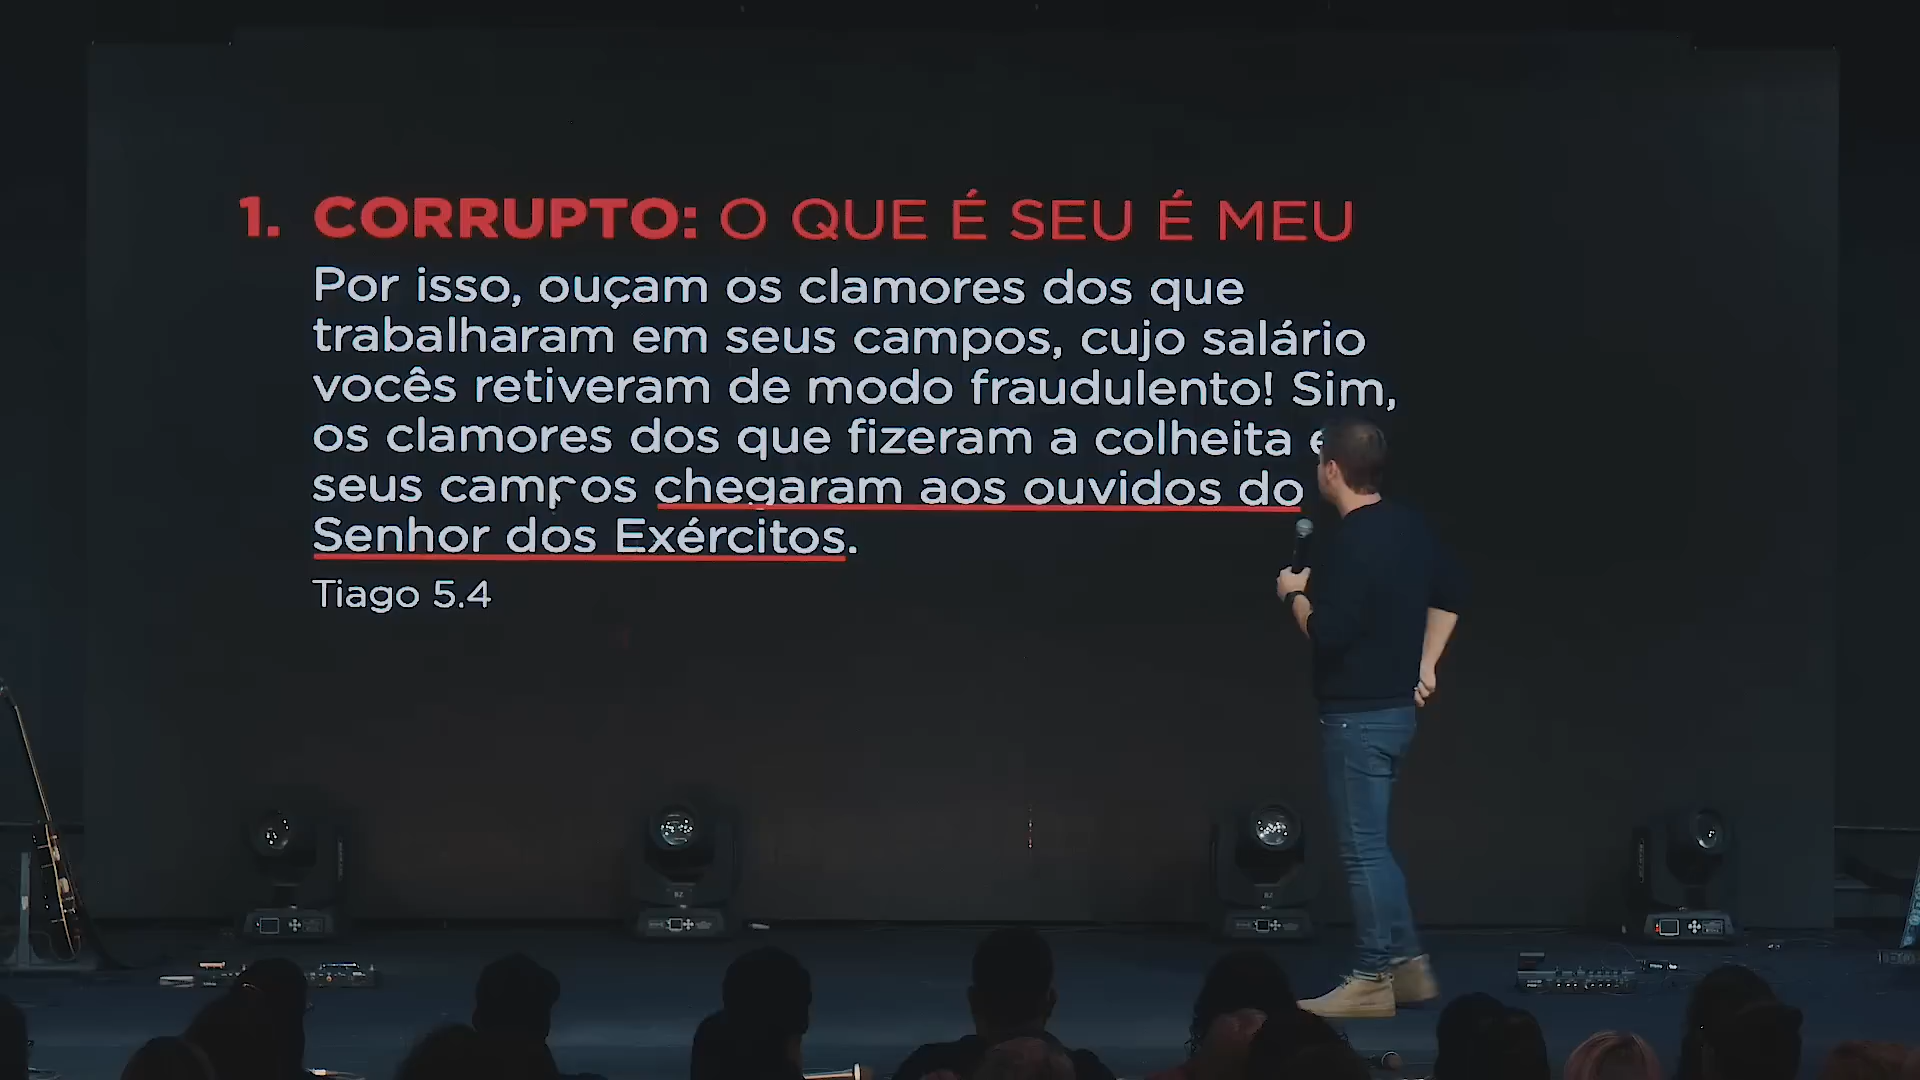 1. CORRUPTO: O QUE É SEU É MEU
Por isso, ouçam os clamores dos que
trabalharam em seus campos, cujo salário
vocês retiveram de modo fraudulento! Sim,
os clamores dos que fizeram a colheita
seus campos chegaram aos ouvidos do
Senhor dos Exércitos.
Tiago 5.4